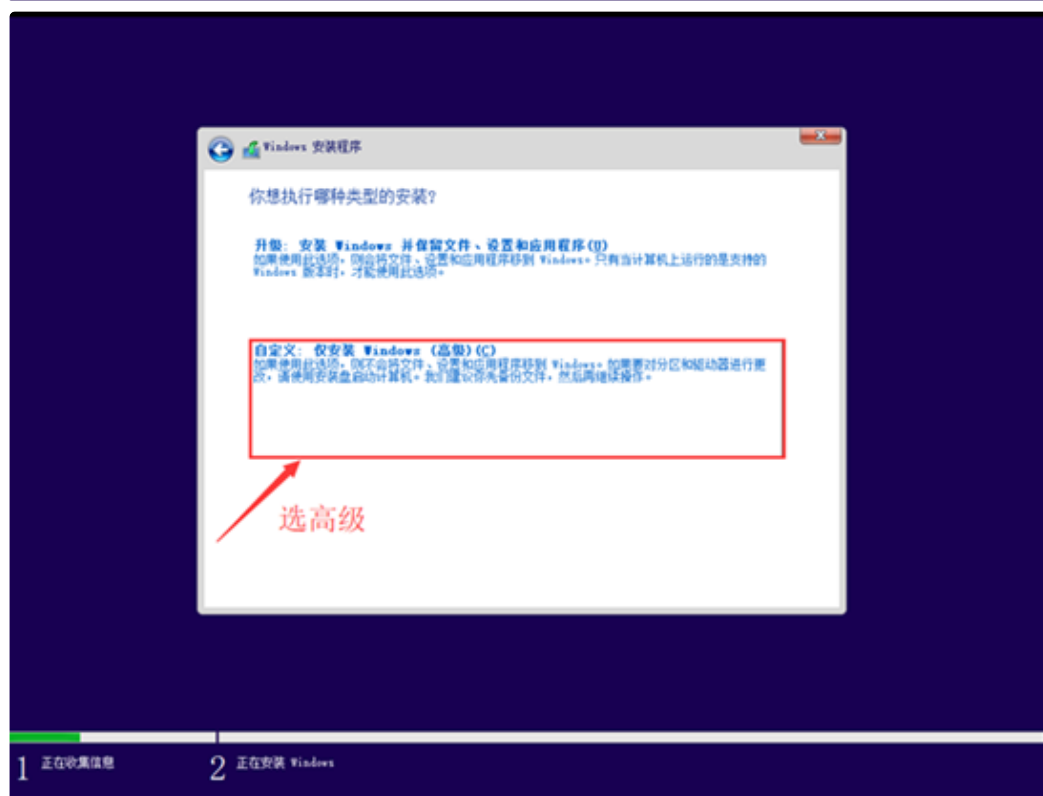 Windows 安装程序
你想执行哪种类型的安装?
升级: 安装 Windows 并保留文件、设置和应用程序(U)
如果使用此选项，则会将文件、设置和应用程序移到 Windows。只有当计算机上运行的是支持的
Windows 版本时，才能使用此选项。
自定义: 仅安装 Windows (高级)(C)
如果使用此选项，则不会将文件、设置和应用程序移到 Windows。如果要对分区和驱动器进行更
改，请使用安装盘启动计算机。我们建议你先备份文件，然后再继续操作。
选高级
1 正在收集信息
2 正在安装 Windows